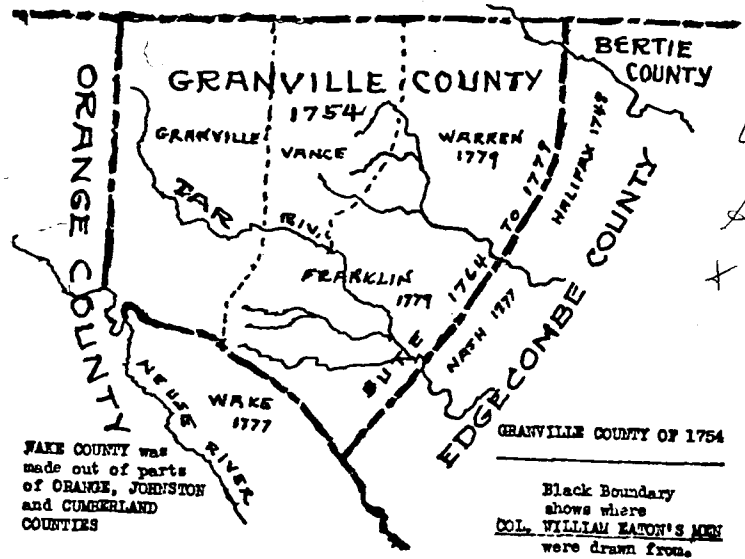 BERTIE
COUNTY
GRANVILLE COUNTY
1754
ORANGE COUNTY
GRANVILLE
VANCE
WARREN
1779
HALIFAX 1748
TAR RIV.
FRANKLIN
1779
BUTE 1764 TO 1779
NASH 1777
EDGECOMBE COUNTY
WAKE
1777
NEUSE RIVER
WAKE COUNTY was
made out of parts
of ORANGE, JOHNSTON
and CUMBERLAND
COUNTIES
GRANVILLE COUNTY OF 1754
Black Boundary
shows where
COL. WILLIAM EATON'S MEN
were drawn from.